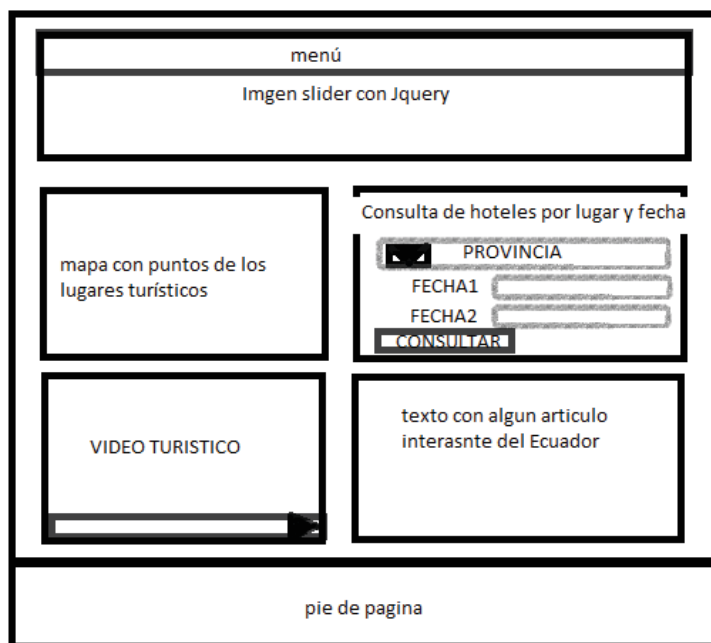 menú
Imgen slider con Jquery
mapa con puntos de los
lugares turísticos
Consulta de hoteles por lugar y fecha
PROVINCIA
FECHA1
FECHA2
CONSULTAR
VIDEO TURISTICO
texto con algun articulo
interasnte del Ecuador
pie de pagina